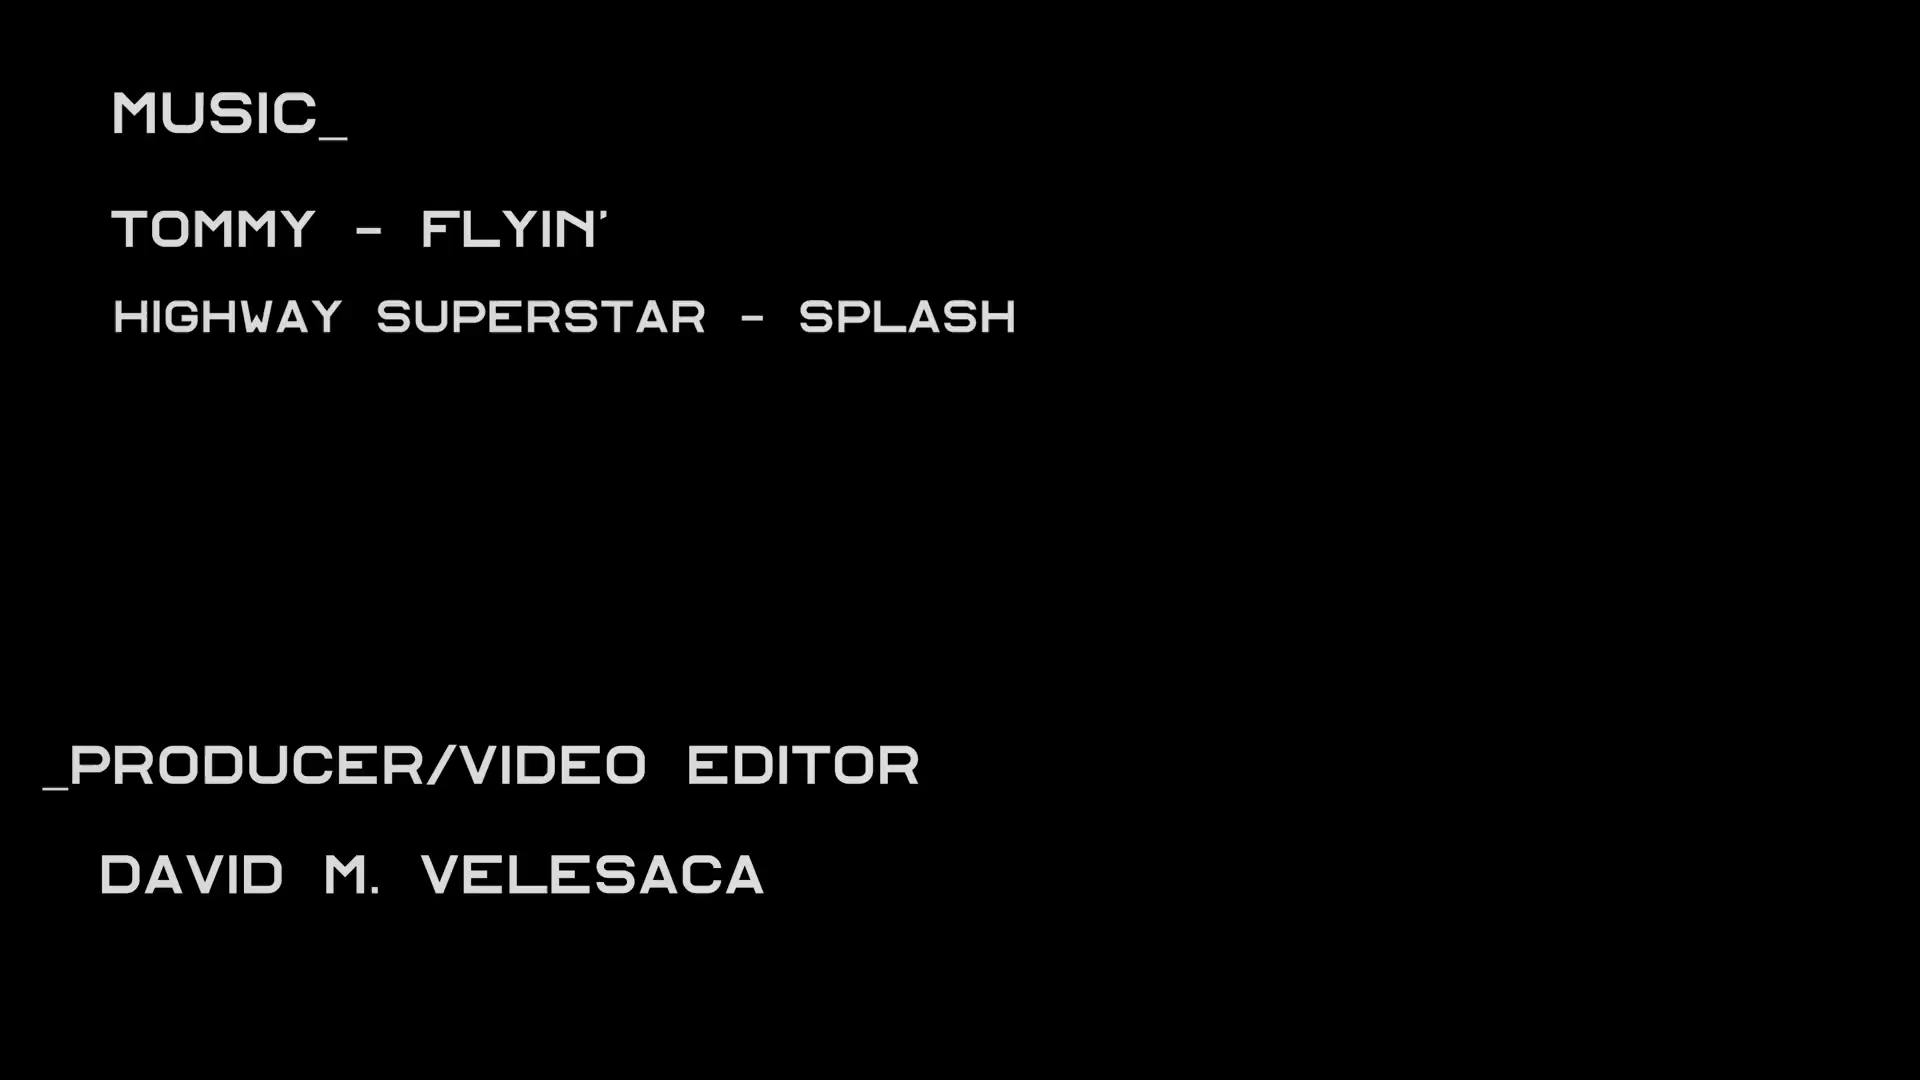 MUSIC_
TOMMY - FLYIN'
HIGHWAY SUPERSTAR - SPLASH
_PRODUCER/VIDEO EDITOR
DAVID M. VELESACA